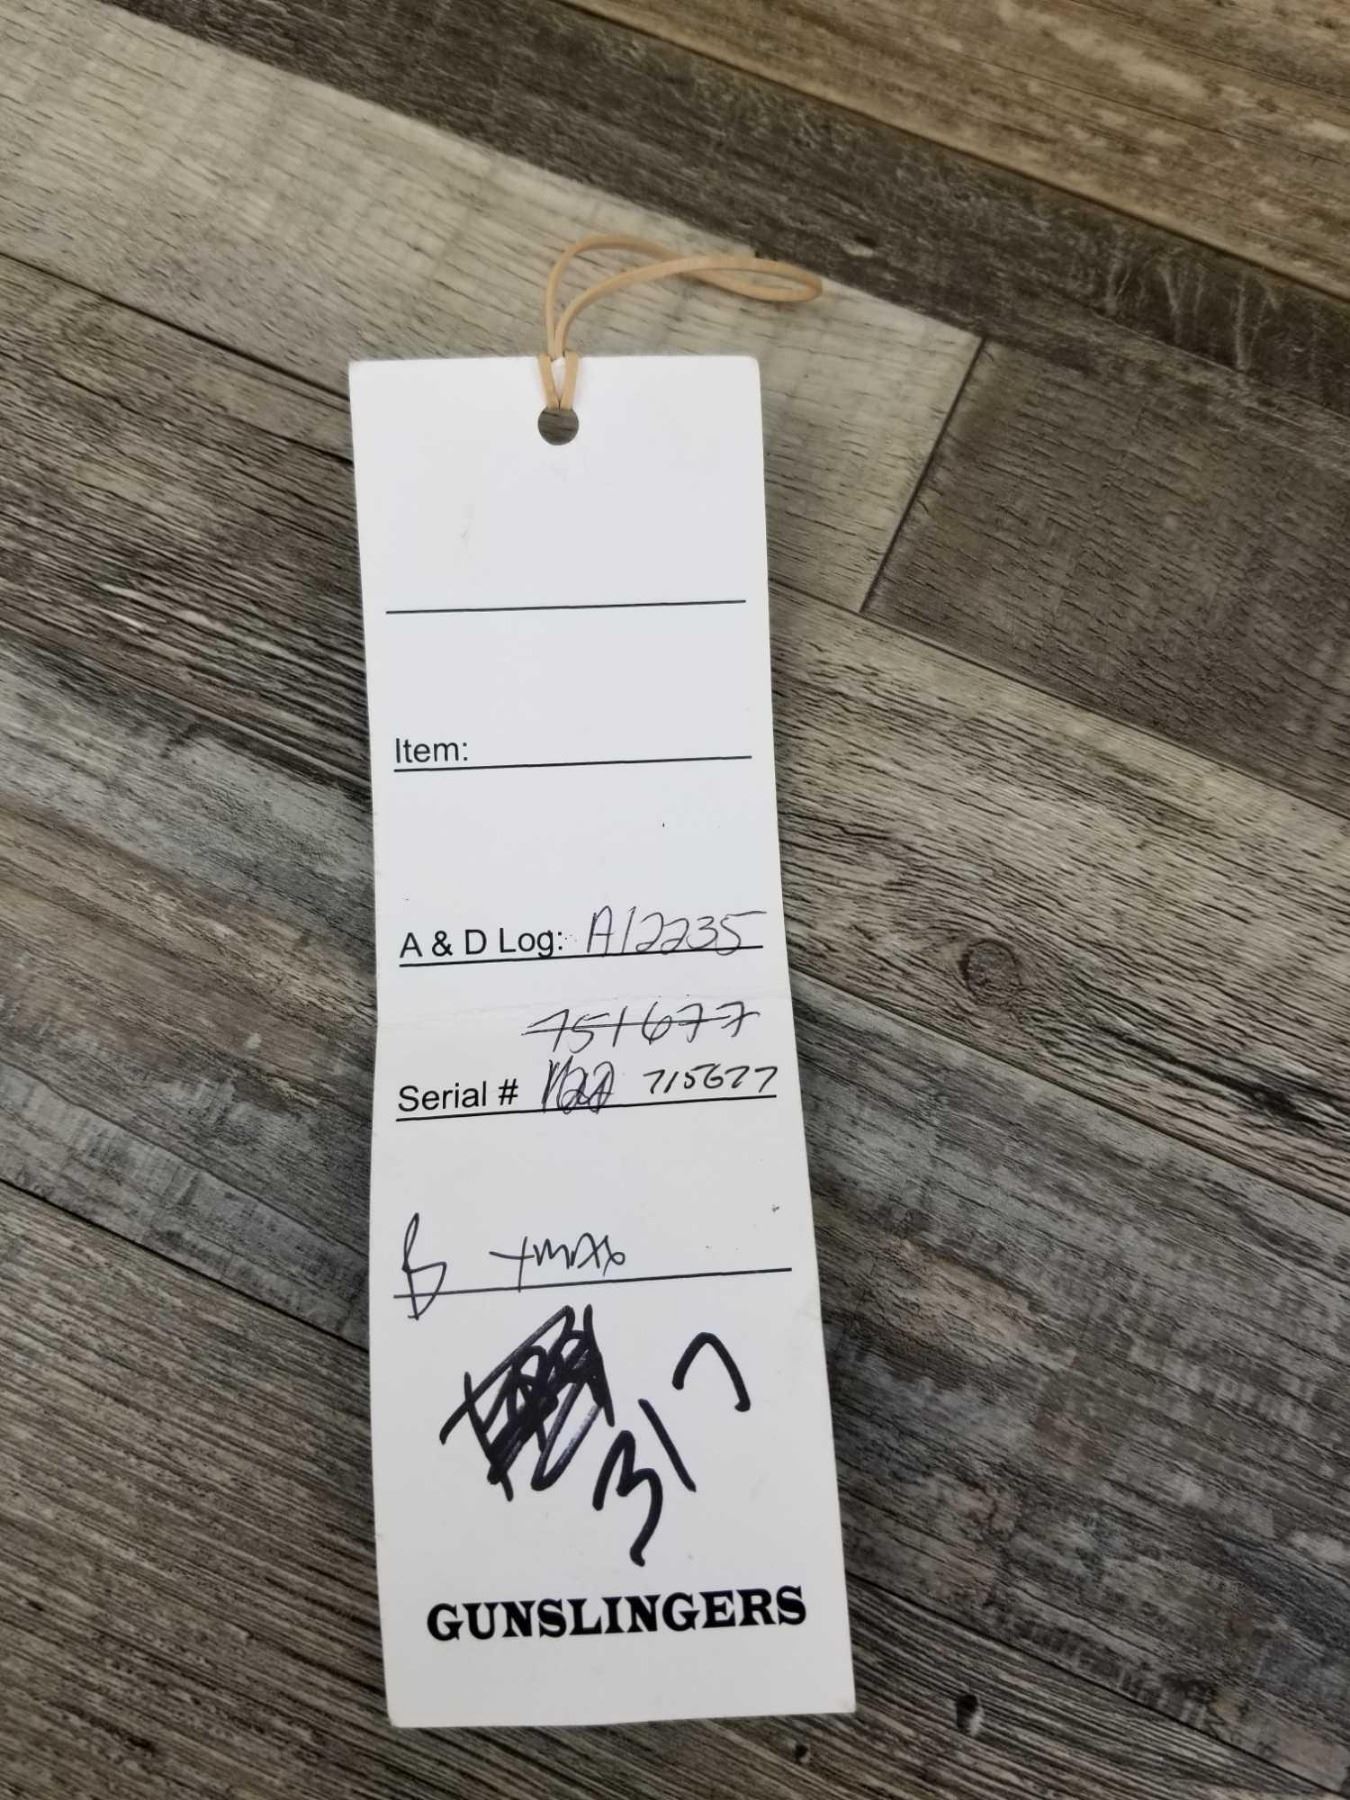 Item:
A & D Log: A12235
751677
Serial # 715677
317
GUNSLINGERS